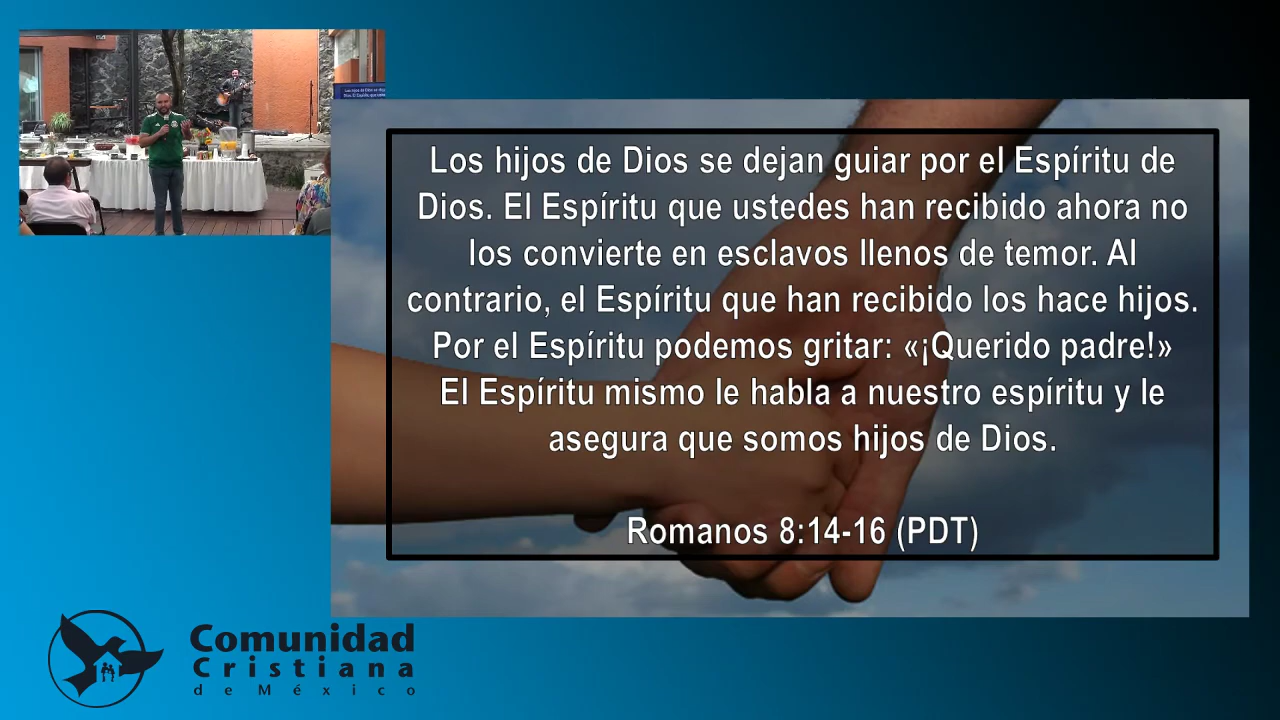 Los hijos de Dios se dejan guiar por el Espíritu de
Dios. El Espíritu que ustedes han recibido ahora no
los convierte en esclavos llenos de temor. Al
contrario, el Espíritu que han recibido los hace hijos.
Por el Espíritu podemos gritar: «¡Querido padre!»
El Espíritu mismo le habla a nuestro espíritu y le
asegura que somos hijos de Dios.
Romanos 8:14-16 (PDT)
Comunidad
Cristiana
de México